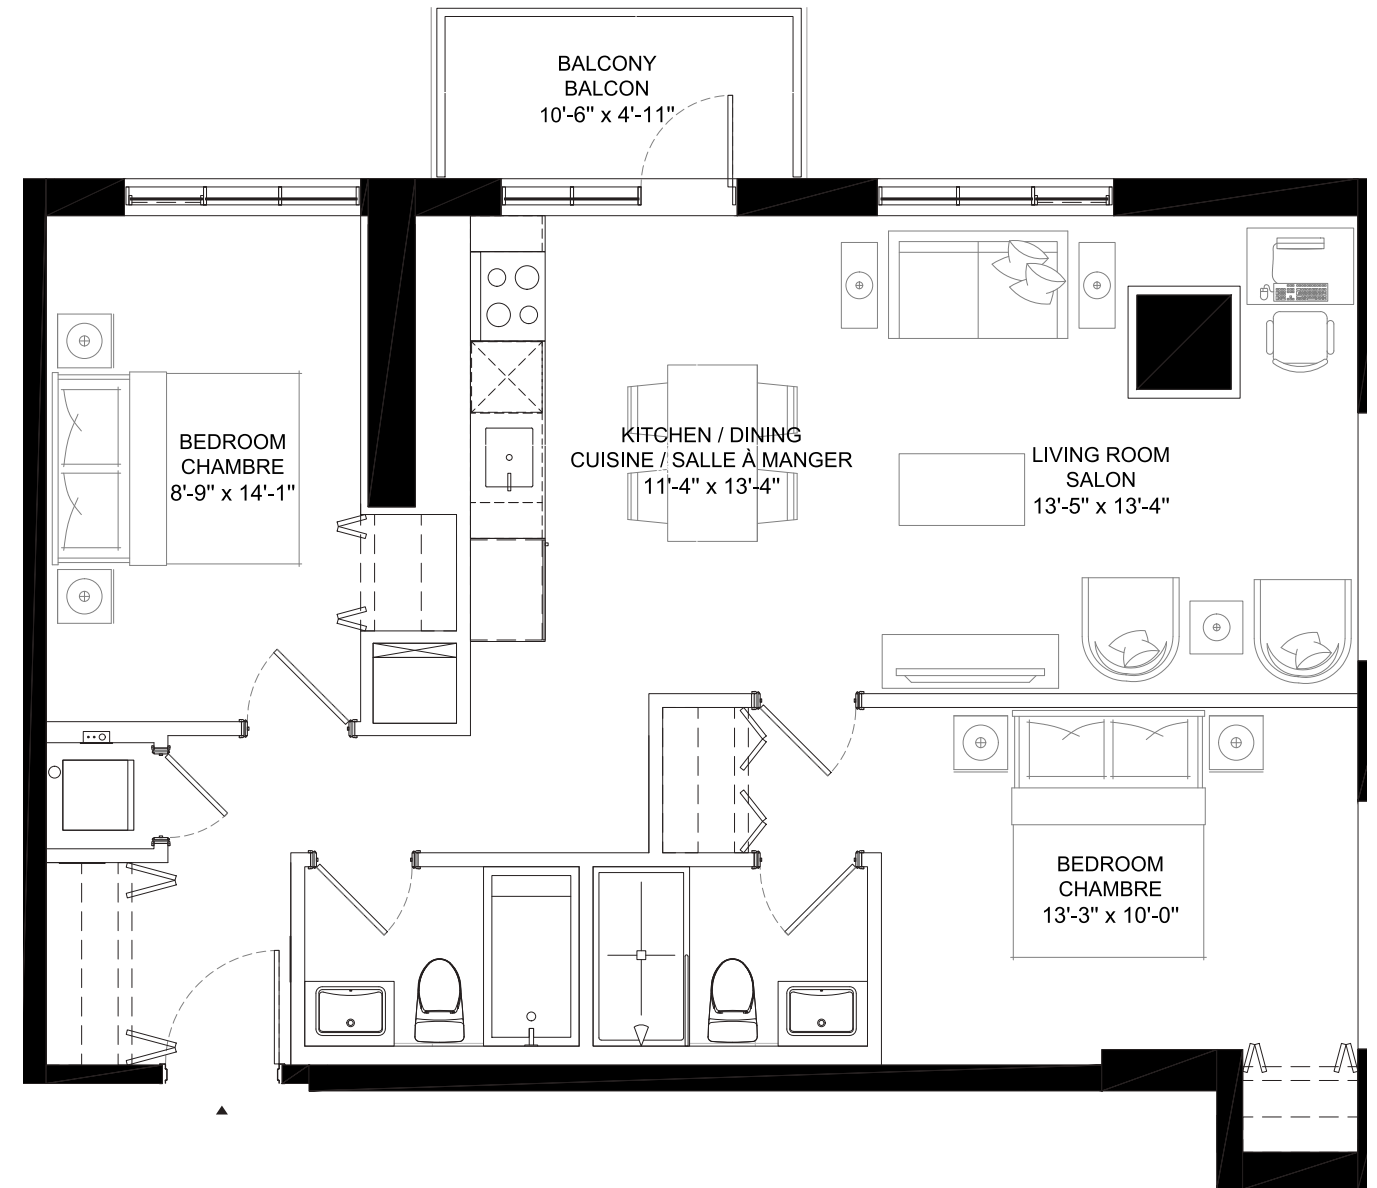 BALCONY
BALCON
10'-6" x 4'-11"
BEDROOM
CHAMBRE
8'-9" x 14'-1"
KITCHEN / DINING
CUISINE / SALLE À MANGER
11'-4" x 13'-4"
LIVING ROOM
SALON
13'-5" x 13'-4"
BEDROOM
CHAMBRE
13'-3" x 10'-0"